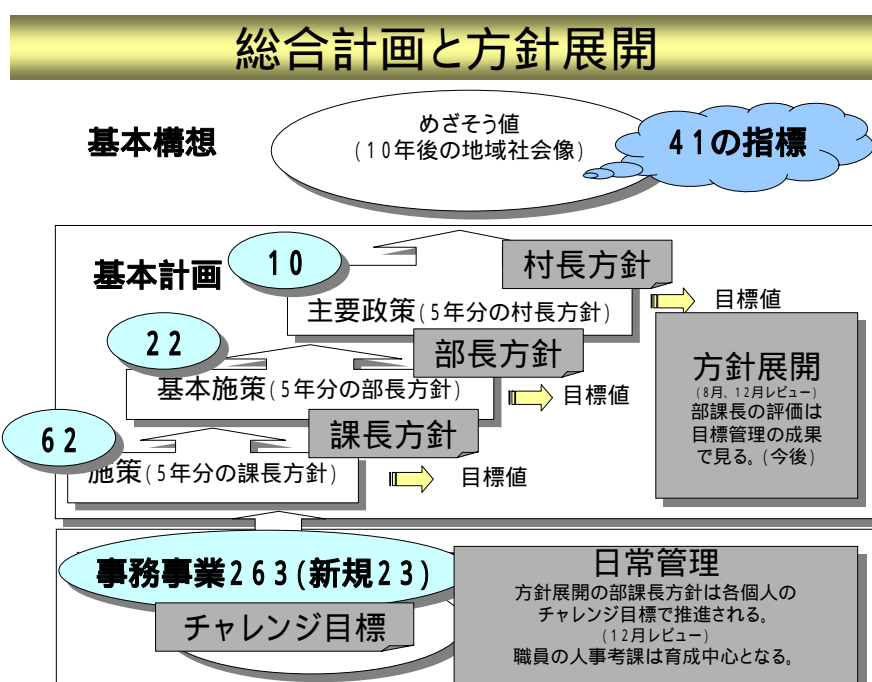 総合計画と方針展開
基本構想
めざそう値
(10年後の地域社会像)
41の指標
基本計画
10
村長方針
主要政策(5年分の村長方針)
目標値
22
部長方針
基本施策(5年分の部長方針)
目標値
62
課長方針
施策(5年分の課長方針)
目標値
方針展開
(8月、12月レビュー)
部課長の評価は
目標管理の成果
で見る。(今後)
事務事業263(新規23)
チャレンジ目標
日常管理
方針展開の部課長方針は各個人の
チャレンジ目標で推進される。
(12月レビュー)
職員の人事考課は育成中心となる。